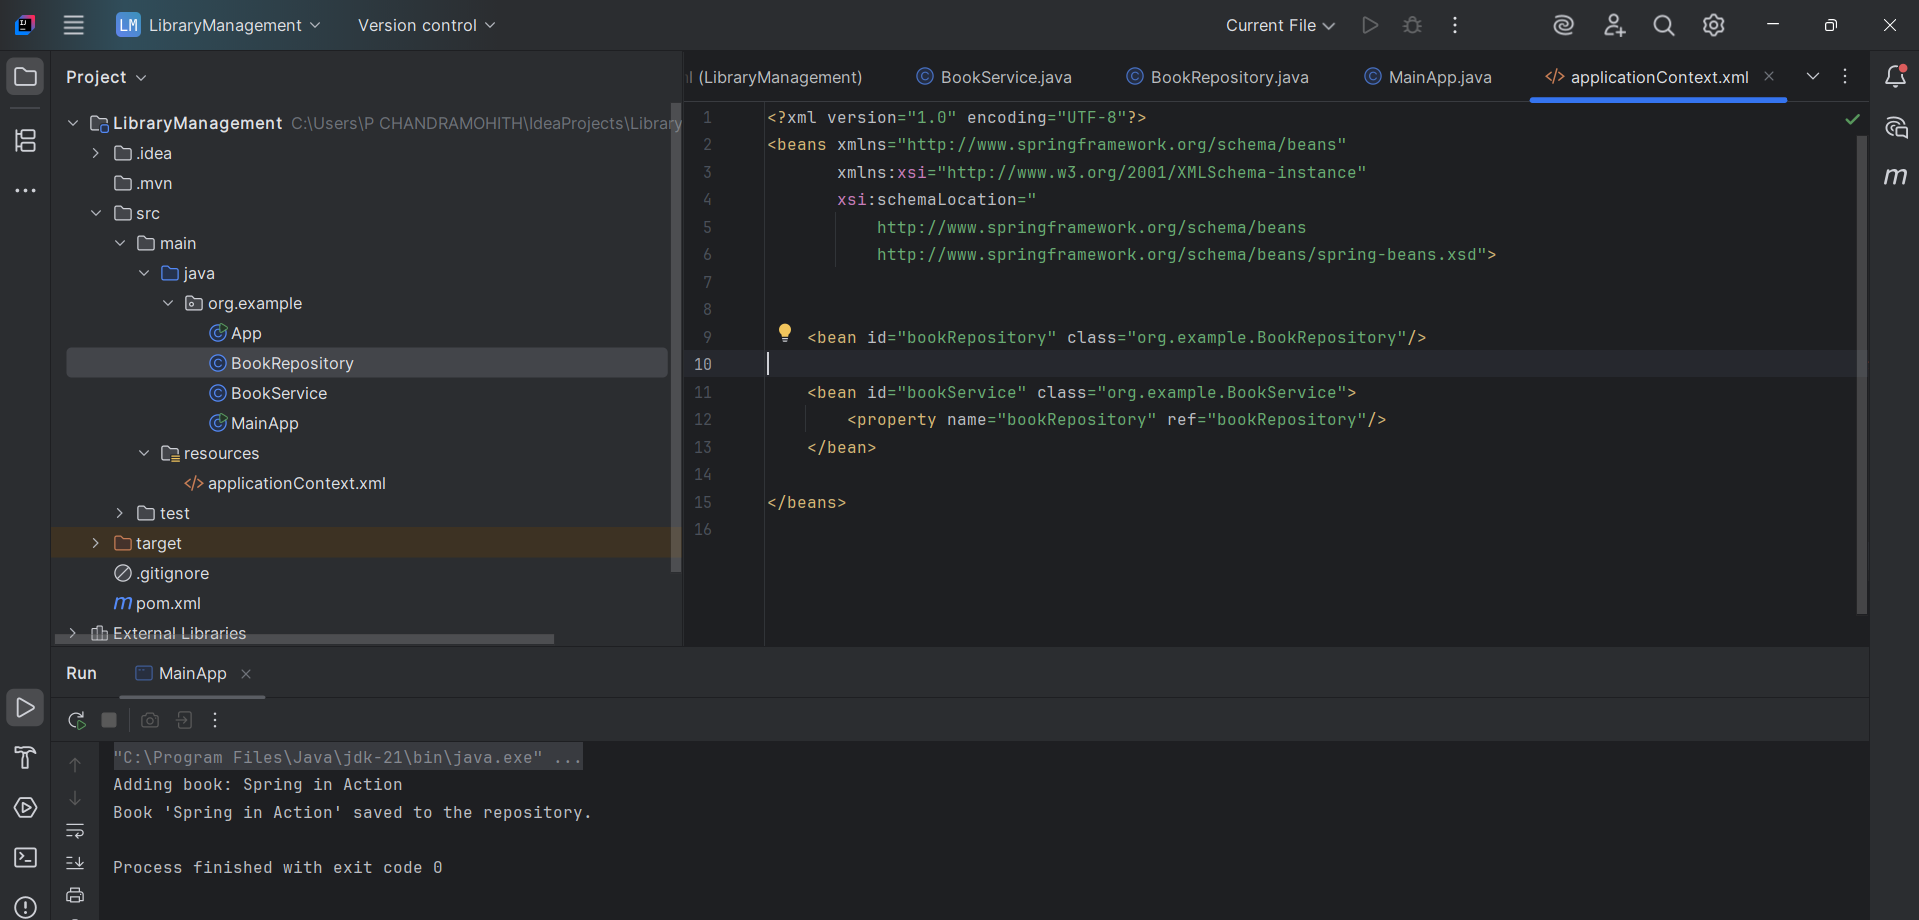 LM LibraryManagement Version control Current File
Project
l (LibraryManagement) BookService.java BookRepository.java MainApp.java applicationContext.xml
LibraryManagement C:\Users\P CHANDRAMOHITH\IdeaProjects\Library
.idea
.mvn
src
main
java
org.example
App
BookRepository
BookService
MainApp
resources
applicationContext.xml
test
target
.gitignore
pom.xml
External Libraries
1 <?xml version="1.0" encoding="UTF-8"?>
2 <beans xmlns="http://www.springframework.org/schema/beans"
3 xmlns:xsi="http://www.w3.org/2001/XMLSchema-instance"
4 xsi:schemaLocation="
5 http://www.springframework.org/schema/beans
6 http://www.springframework.org/schema/beans/spring-beans.xsd">
7
8
9 <bean id="bookRepository" class="org.example.BookRepository"/>
10
11 <bean id="bookService" class="org.example.BookService">
12 <property name="bookRepository" ref="bookRepository"/>
13 </bean>
14
15 </beans>
16
Run MainApp
"C:\Program Files\Java\jdk-21\bin\java.exe" ...
Adding book: Spring in Action
Book 'Spring in Action' saved to the repository.
Process finished with exit code 0